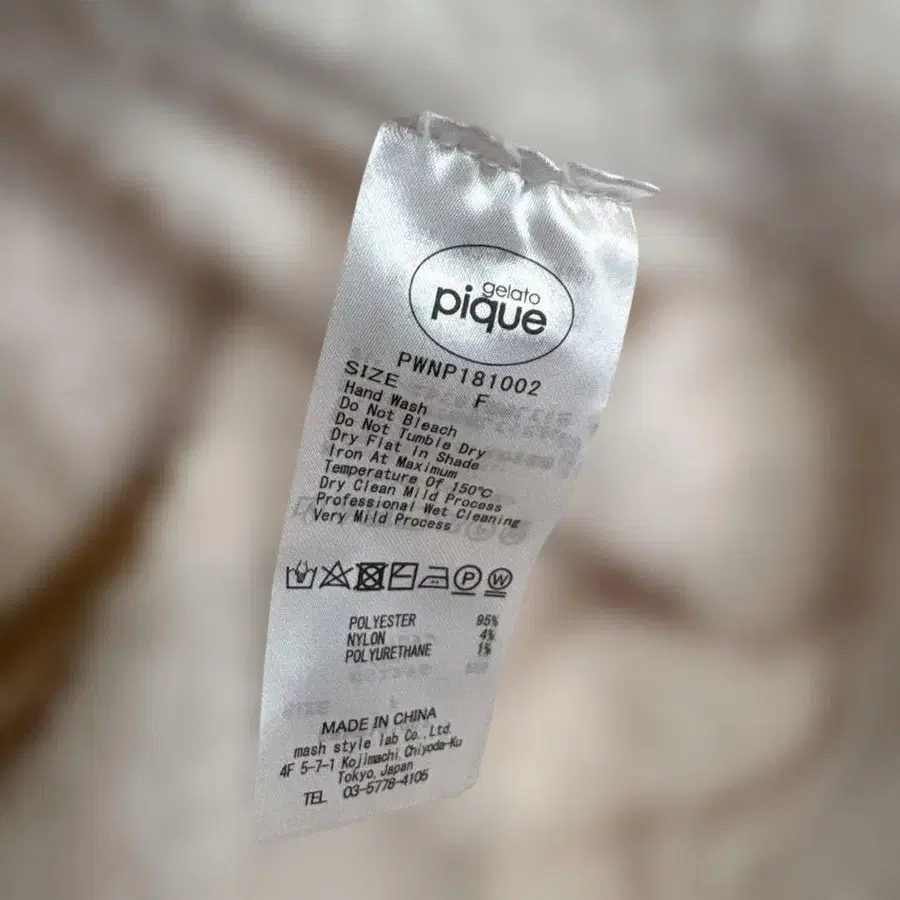 gelato
pique
PWNP181002
SIZE F
Hand Wash
Do Not Bleach
Do Not Tumble Dry
Dry Flat In Shade
Iron At Maximum
Temperature Of 150℃
Dry Clean Mild Process
Professional Wet Cleaning
Very Mild Process
P W
POLYESTER 95%
NYLON 4%
POLYURETHANE 1%
MADE IN CHINA
mash style lab Co., Ltd.
4F 5-7-1 Kojimachi, Chiyoda-Ku
Tokyo, Japan
TEL 03-5778-4105